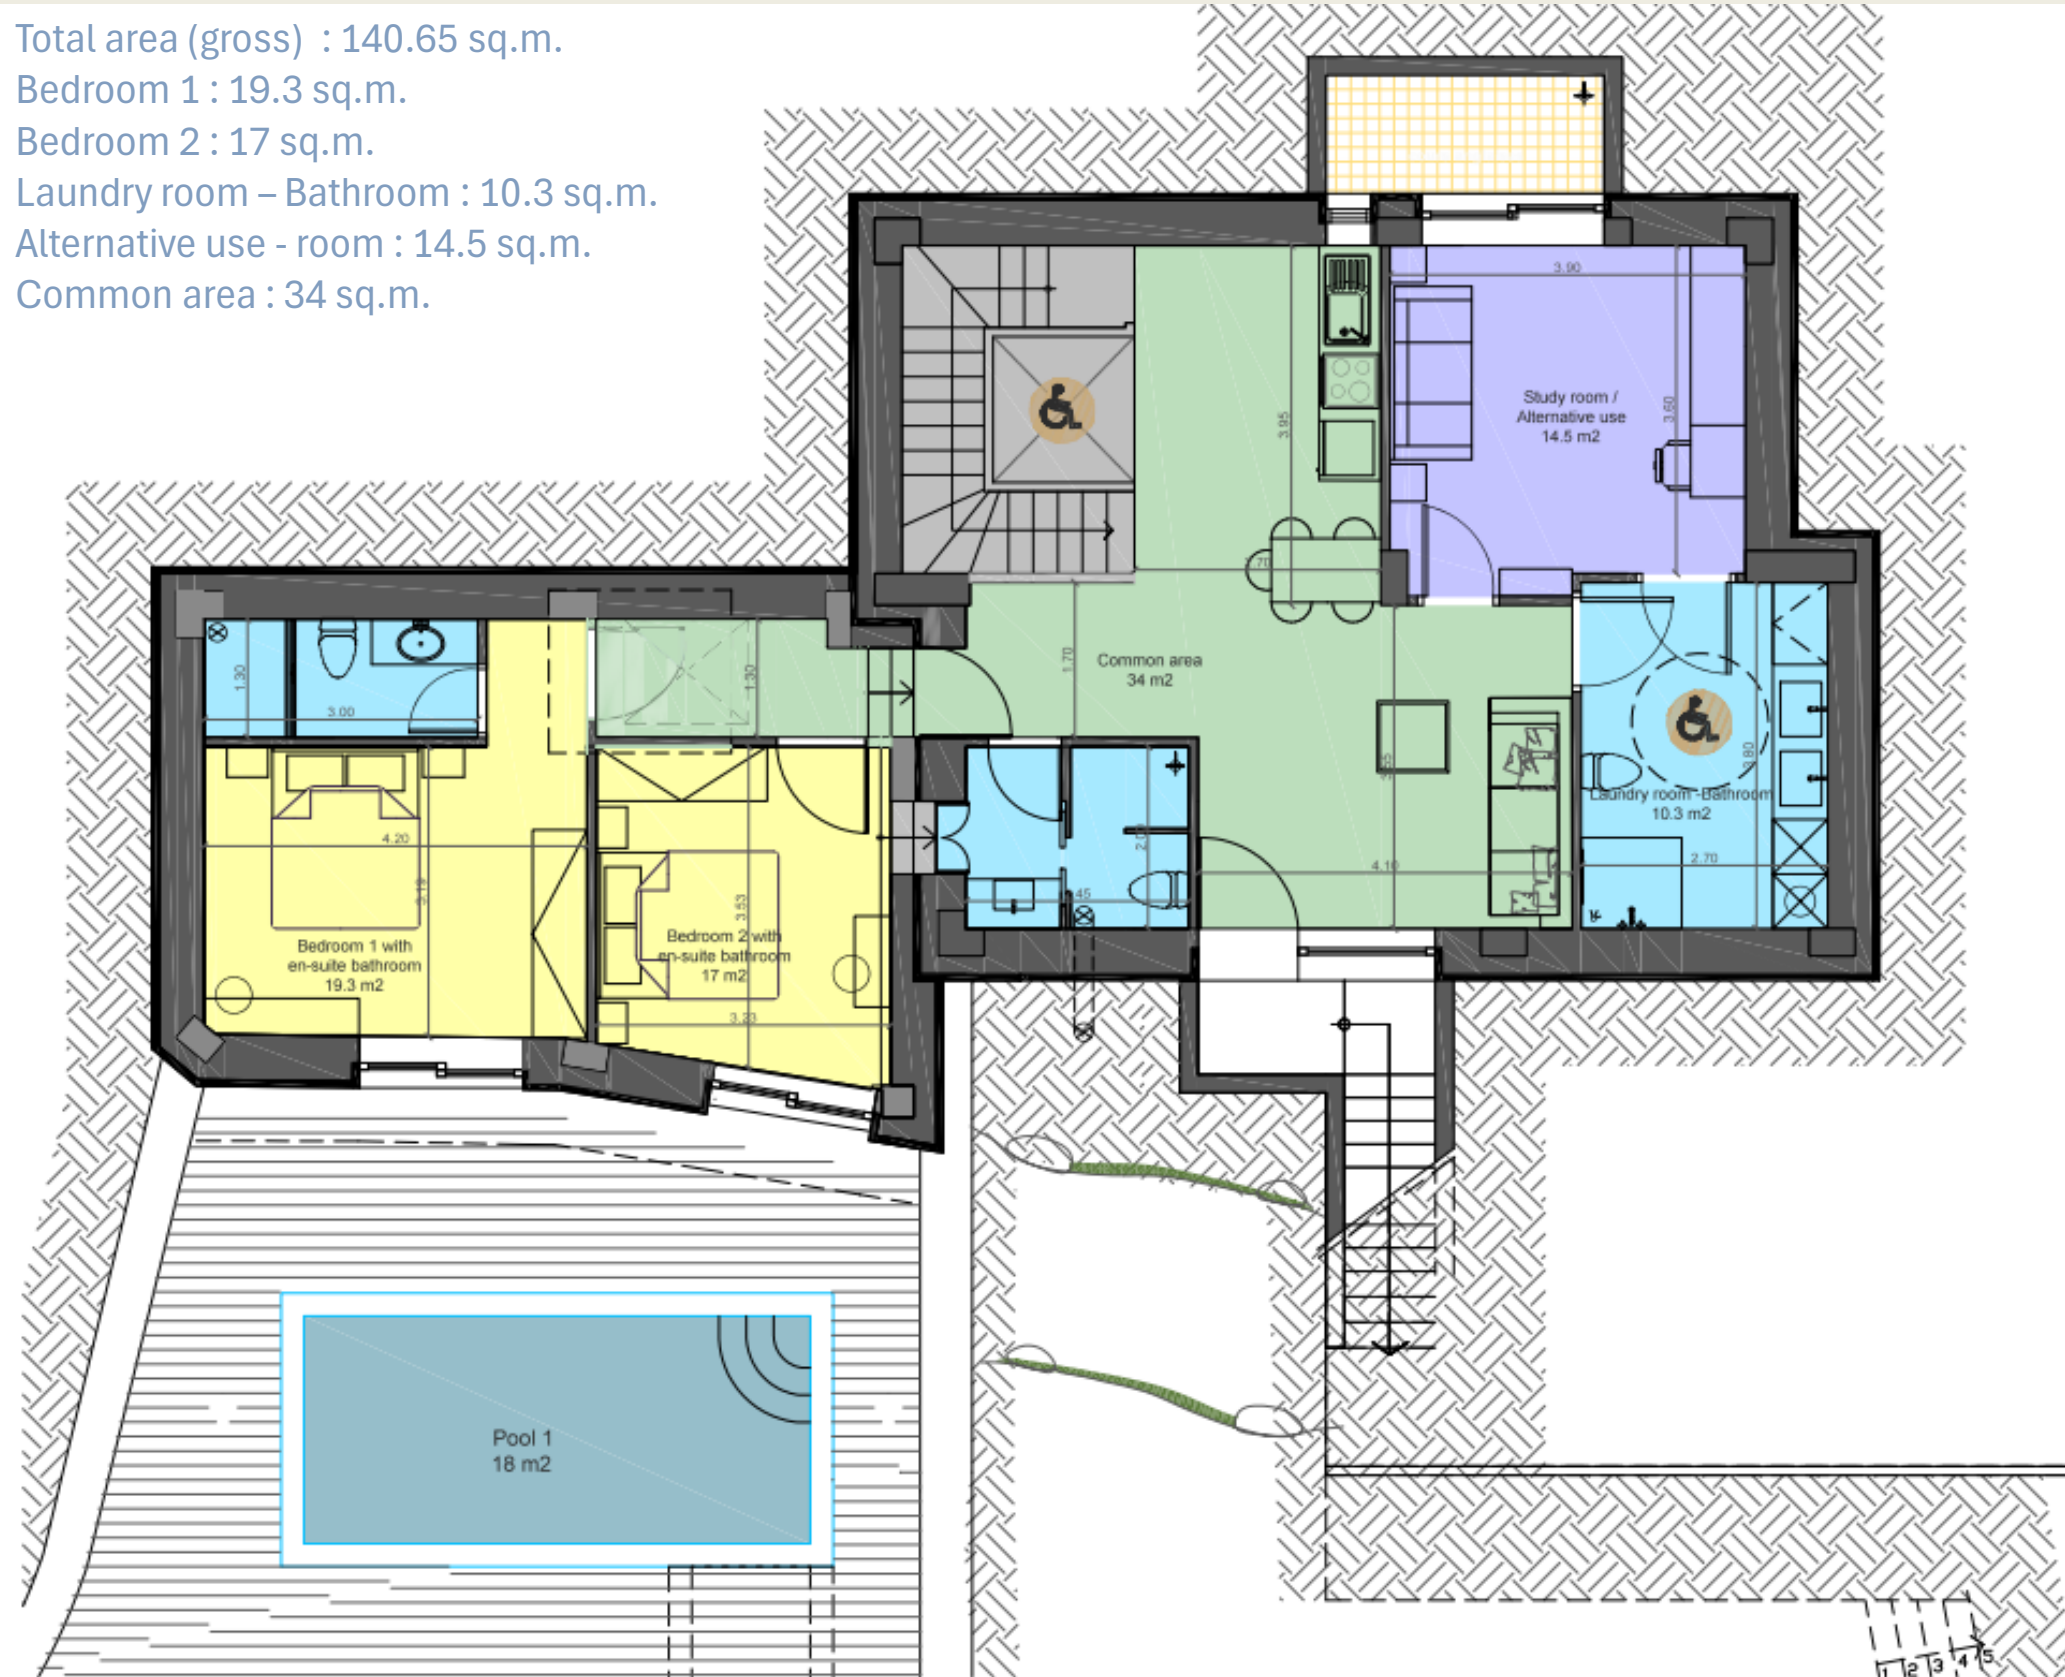 Total area (gross) : 140.65 sq.m.
Bedroom 1 : 19.3 sq.m.
Bedroom 2 : 17 sq.m.
Laundry room – Bathroom : 10.3 sq.m.
Alternative use - room : 14.5 sq.m.
Common area : 34 sq.m.
3.90
3.95
3.60
Study room /
Alternative use
14.5 m2
1.30
3.00
1.30
1.70
Common area
34 m2
4.20
3.53
Bedroom 1 with
en-suite bathroom
19.3 m2
Bedroom 2 with
en-suite bathroom
17 m2
3.23
4.10
Laundry room -Bathroom
10.3 m2
3.80
2.70
Pool 1
18 m2
1 2 3 4 5